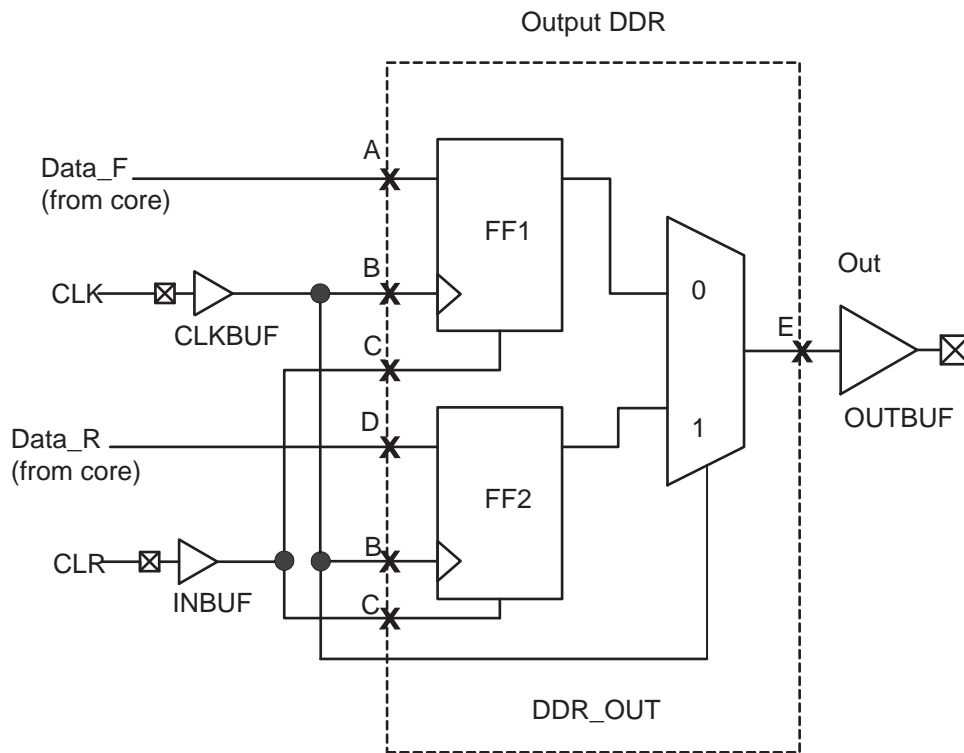 Output DDR
A
Data_F
(from core)
FF1
B
Out
CLK
0
CLKBUF
E
C
OUTBUF
D
Data_R
1
(from core)
FF2
B
CLR
INBUF
C
DDR_OUT